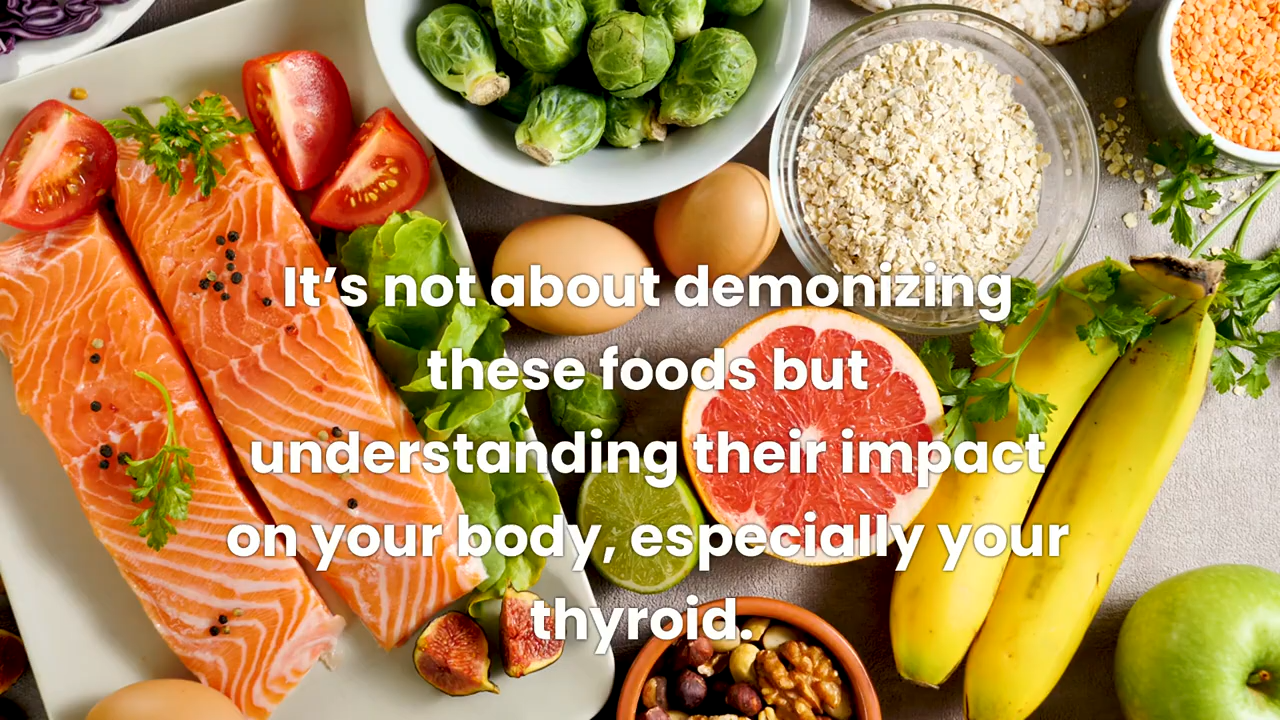 It’s not about demonizing
these foods but
understanding their impact
on your body, especially your
thyroid.